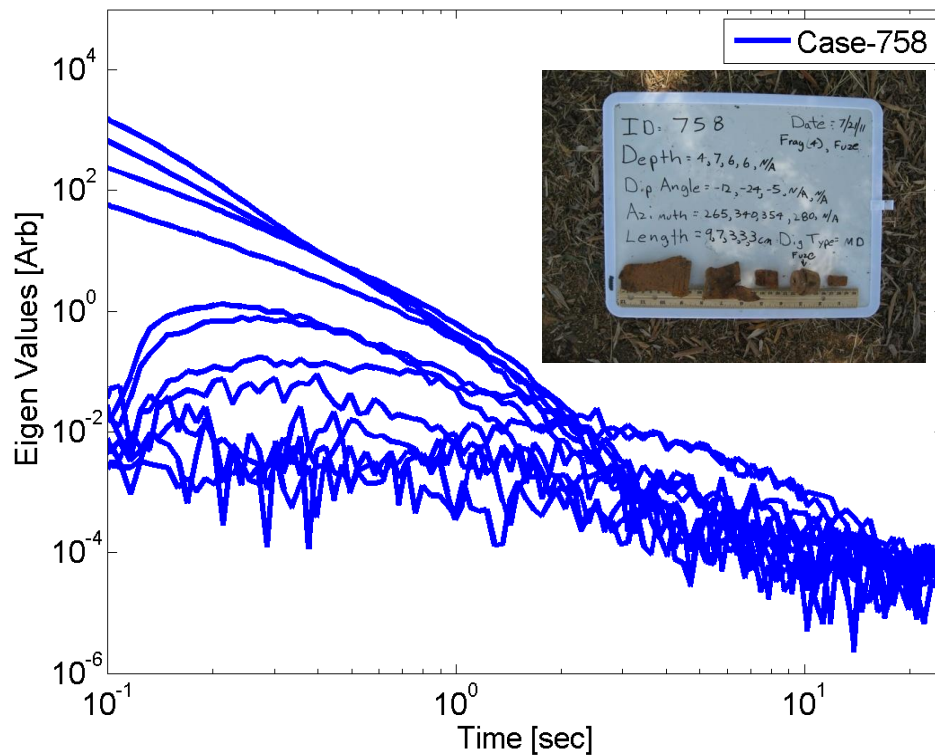 Case-758
10^4
10^2
10^0
10^-2
10^-4
10^-6
Eigen Values [Arb)
10^-1
10^0
10^1
Time [sec]
ID: 758
Date: 7/21/11
Frag(4), Fuze
Depth = 4, 7, 6, 6, N/A
Dip Angle = -12, -24, -5, N/A, N/A
Azimuth = 265, 340, 354, 280, N/A
Length = 9,7,3,3,3cm Dig Type = MD
Fuze